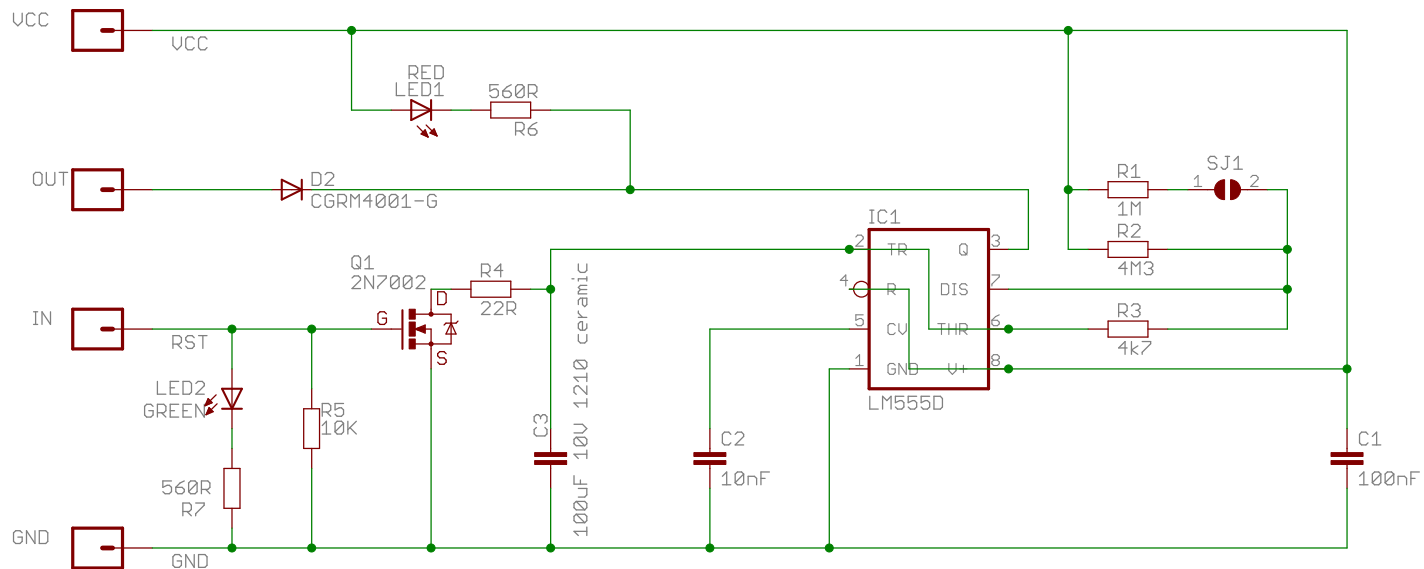 VCC
VCC
RED
LED1
560R
R6
OUT
D2
CGRM4001-G
R1
1M
1
SJ1
2
R2
4M3
IC1
2
TR
Q
3
4
R
DIS
7
5
CV
THR
6
1
GND
V+
8
LM555D
R3
4k7
Q1
2N7002
G
D
S
R4
22R
IN
RST
LED2
GREEN
R5
10K
560R
R7
C3
100uF 10V 1210 ceramic
C2
10nF
C1
100nF
GND
GND